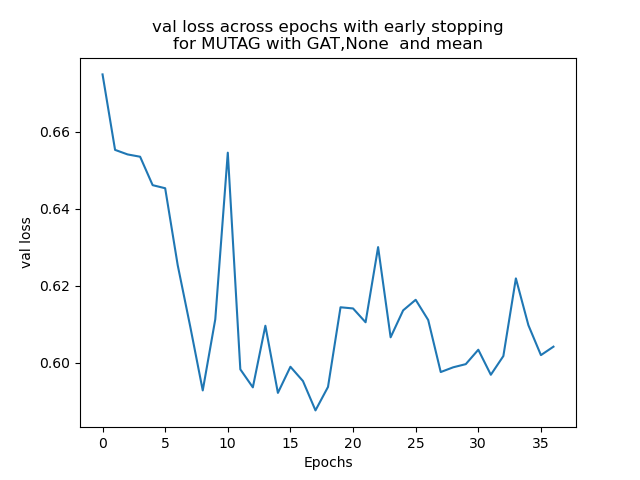 val loss across epochs with early stopping
for MUTAG with GAT,None  and mean
0.66
0.64
0.62
0.60
val loss
0 5 10 15 20 25 30 35
Epochs